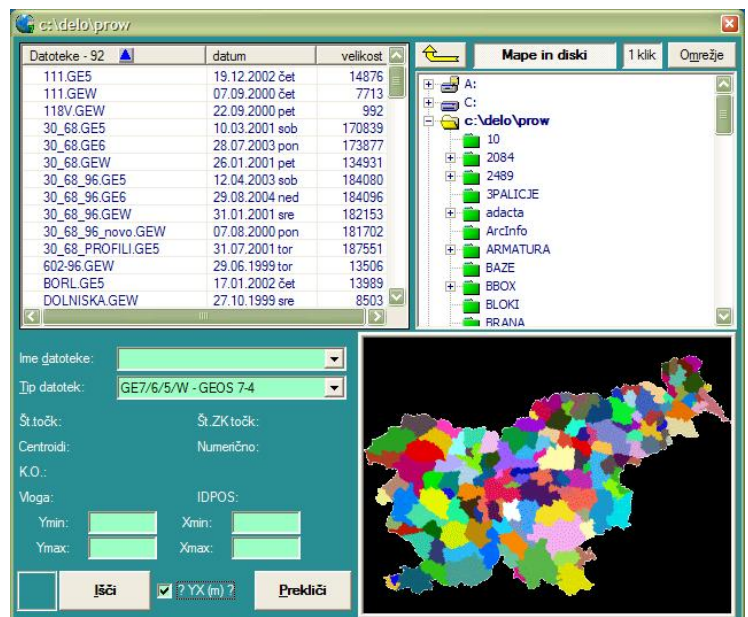 c:\delo\prow
Datoteke - 92 datum velikost
111.GE5 19.12.2002 čet 14876
111.GEW 07.09.2000 čet 7713
118V.GEW 22.09.2000 pet 992
30_68.GE5 10.03.2001 sob 170839
30_68.GE6 28.07.2003 pon 173877
30_68.GEW 26.01.2001 pet 134931
30_68_96.GE5 12.04.2003 sob 184080
30_68_96.GE6 29.08.2004 ned 184096
30_68_96.GEW 31.01.2001 sre 182153
30_68_96_novo.GEW 07.08.2000 pon 181702
30_68_PROFILI.GE5 31.07.2001 tor 187551
602-96.GEW 29.06.1999 tor 13506
BORL.GE5 17.01.2002 čet 13989
DOLNISKA.GEW 27.10.1999 sre 8503
Mape in diski 1 klik Omrežje
A:
C:
c:\delo\prow
10
2084
2489
3PALICJE
adacta
ArcInfo
ARMATURA
BAZE
BBOX
BLOKI
BRANA
Ime datoteke:
Tip datotek: GE7/6/5/W - GEOS 7-4
Št.točk: Št.ZK točk:
Centroidi: Numerično:
K.O.:
Vloga: IDPOS:
Ymin: Xmin:
Ymax: Xmax:
Išči ? YX (m) ? Prekliči